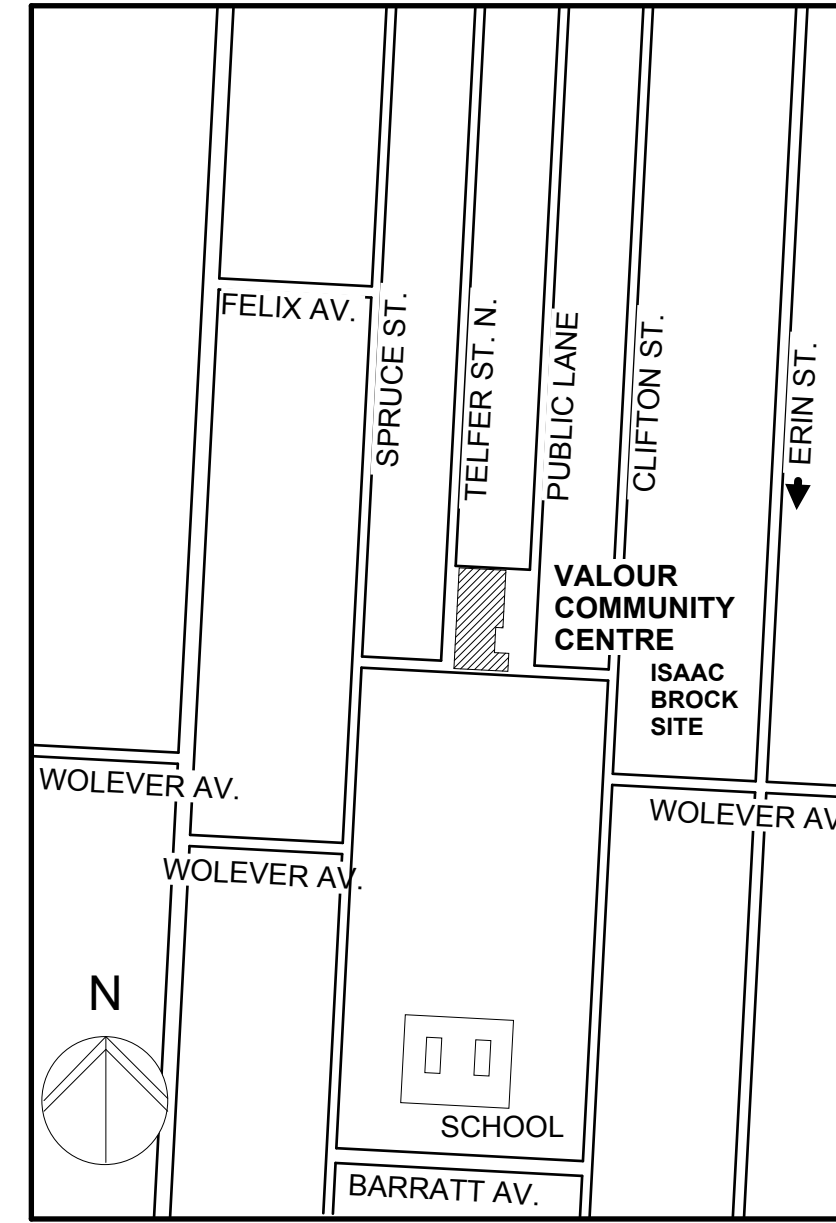 FELIX AV.
SPRUCE ST.
TELFER ST. N.
PUBLIC LANE
CLIFTON ST.
ERIN ST.
VALOUR
COMMUNITY
CENTRE
ISAAC
BROCK
SITE
WOLEVER AV.
WOLEVER AV
WOLEVER AV.
N
SCHOOL
BARRATT AV.